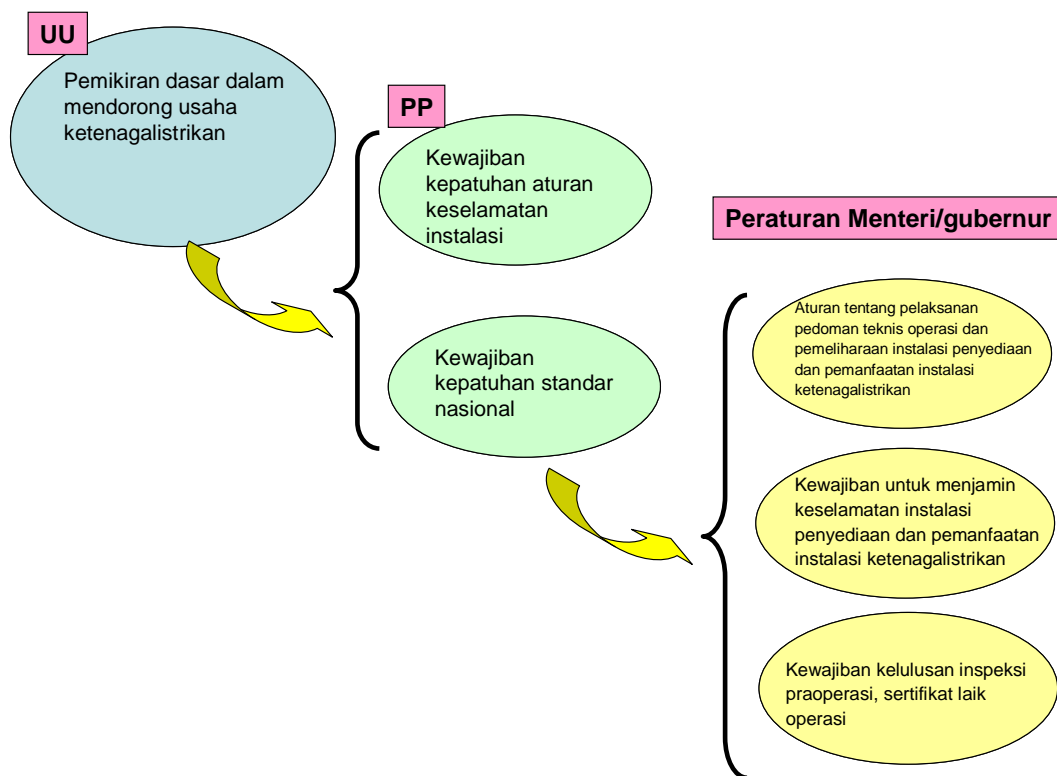 UU
Pemikiran dasar dalam
mendorong usaha
ketenagalistrikan
PP
Kewajiban
kepatuhan aturan
keselamatan
instalasi
Kewajiban
kepatuhan standar
nasional
Peraturan Menteri/gubernur
Aturan tentang pelaksanan
pedoman teknis operasi dan
pemeliharaan instalasi penyediaan
dan pemanfaatan instalasi
ketenagalistrikan
Kewajiban untuk menjamin
keselamatan instalasi
penyediaan dan pemanfaatan
instalasi ketenagalistrikan
Kewajiban kelulusan inspeksi
praoperasi, sertifikat laik
operasi